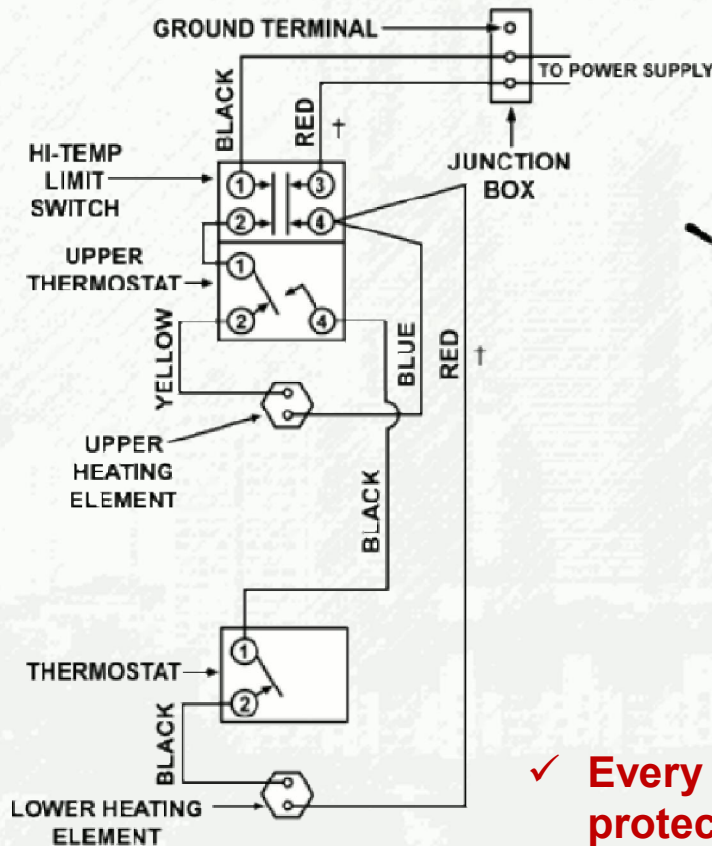 GROUND TERMINAL
TO POWER SUPPLY
BLACK
RED †
JUNCTION
BOX
HI-TEMP
LIMIT
SWITCH
1
3
2
4
UPPER
THERMOSTAT
1
2
4
YELLOW
BLUE
RED †
UPPER
HEATING
ELEMENT
BLACK
THERMOSTAT
1
2
BLACK
LOWER HEATING
ELEMENT
✓ Every
protec